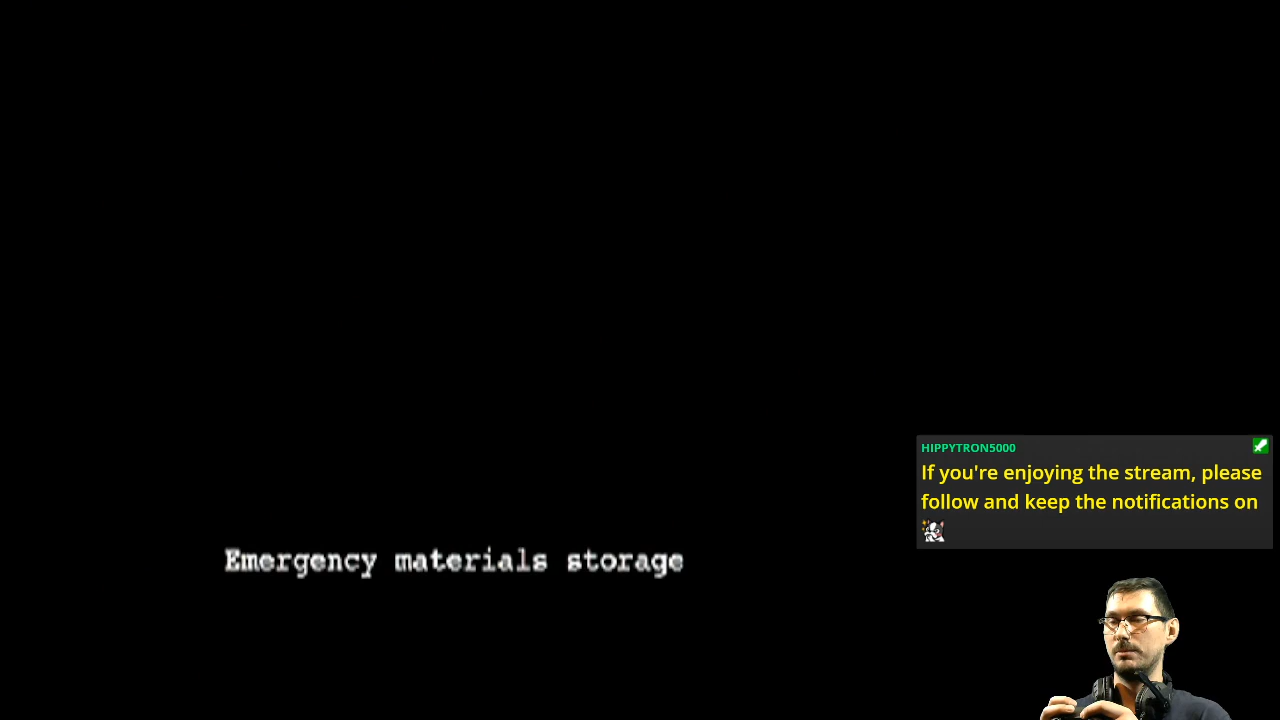 HIPPYTRON5000
If you're enjoying the stream, please
follow and keep the notifications on
Emergency materials storage